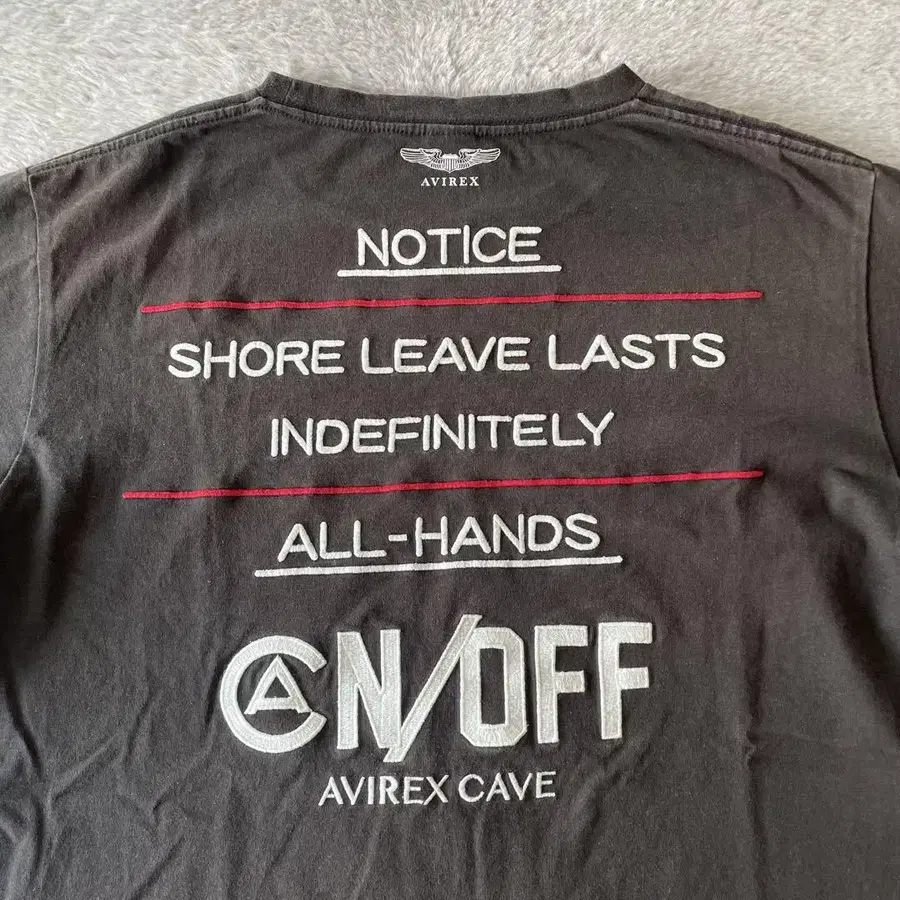 AVIREX
NOTICE
SHORE LEAVE LASTS
INDEFINITELY
ALL-HANDS
ON/OFF
AVIREX CAVE